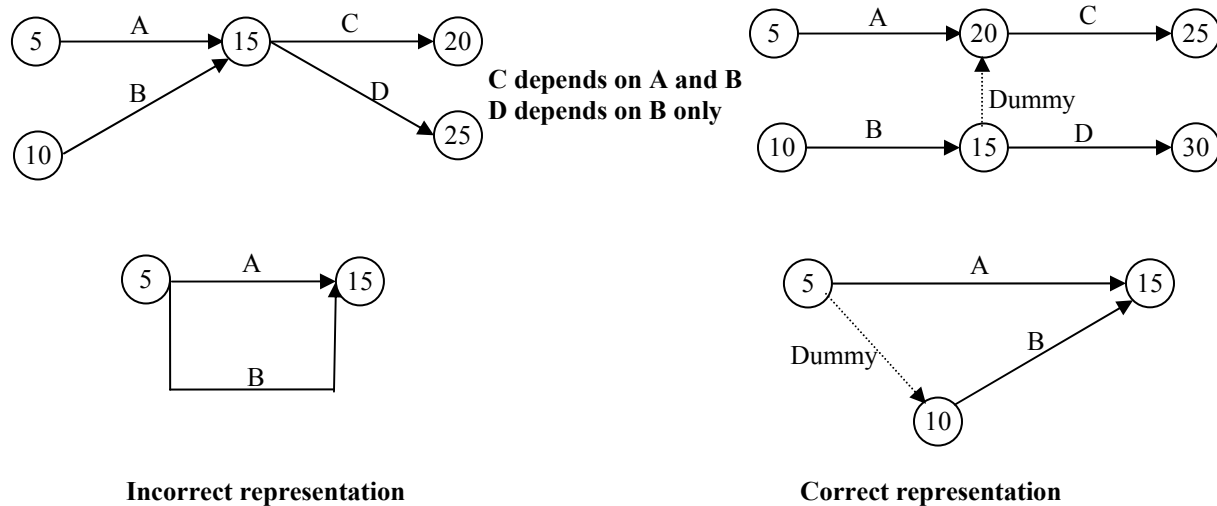 A
C
5
15
20
B
D
10
25
C depends on A and B
D depends on B only
A
C
5
20
25
Dummy
B
D
10
15
30
A
5
15
B
A
5
15
Dummy
B
10
Incorrect representation
Correct representation